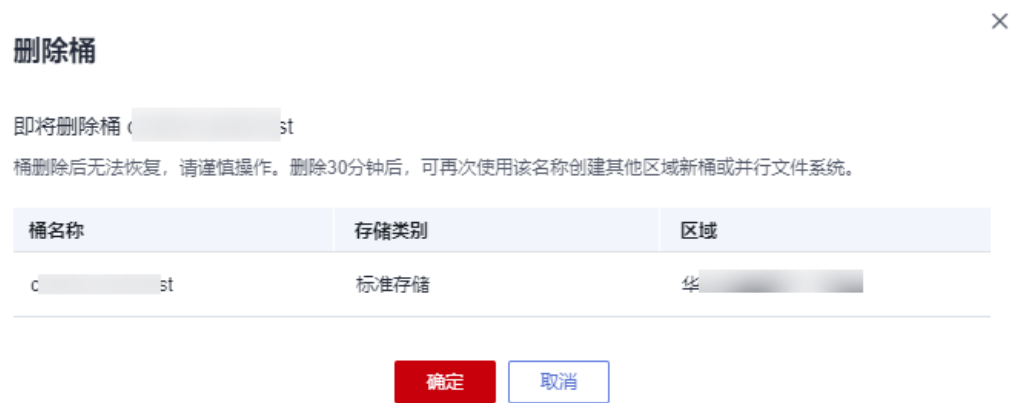 删除桶
即将删除桶 c st
桶删除后无法恢复，请谨慎操作。删除30分钟后，可再次使用该名称创建其他区域新桶或并行文件系统。
桶名称 存储类别 区域
c st 标准存储 华
确定 取消